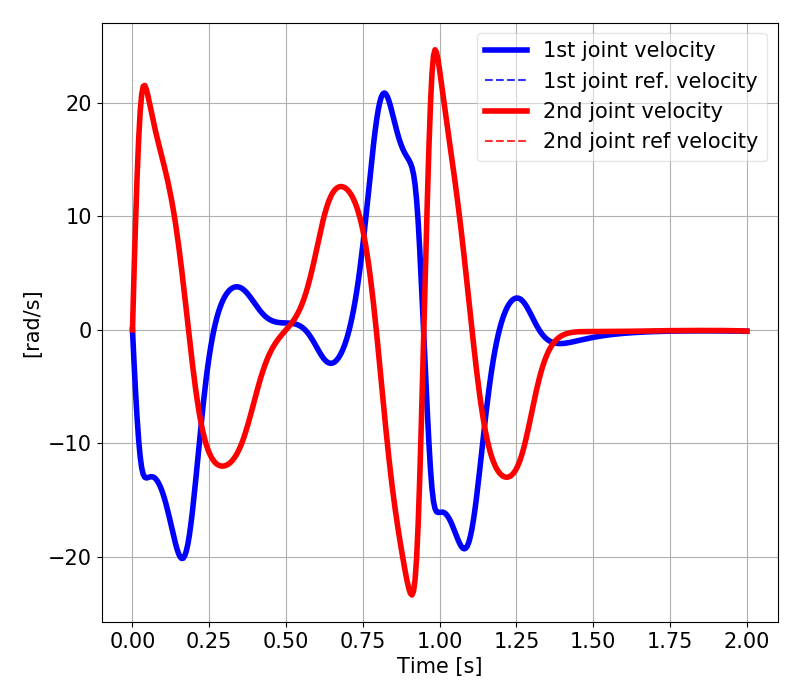 1st joint velocity
1st joint ref. velocity
2nd joint velocity
2nd joint ref velocity
20
10
0
−10
−20
[rad/s]
0.00 0.25 0.50 0.75 1.00 1.25 1.50 1.75 2.00
Time [s]